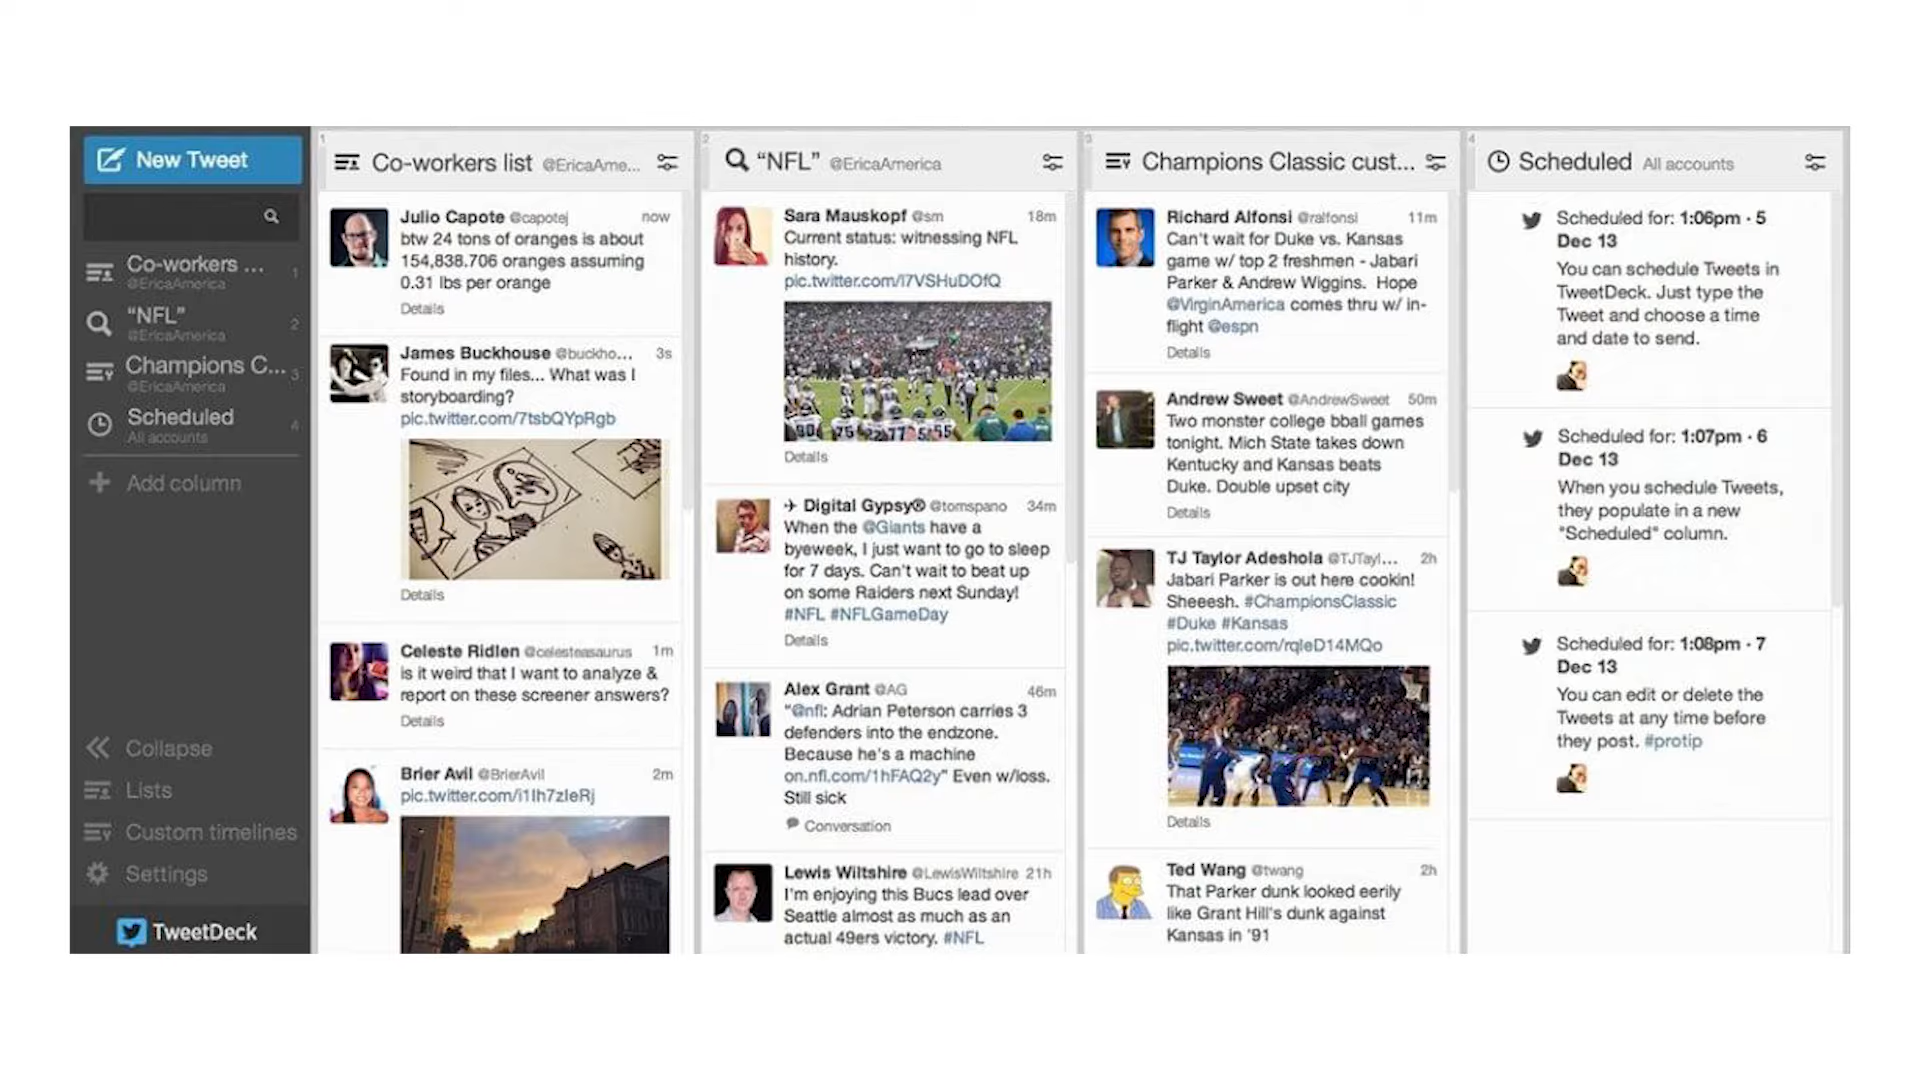 New Tweet
Co-workers ... 1
@EricaAmerica
“NFL” 2
@EricaAmerica
Champions C... 3
@EricaAmerica
Scheduled 4
All accounts
Add column
Collapse
Lists
Custom timelines
Settings
TweetDeck
1
Co-workers list @EricaAme...
Julio Capote @capotej now
btw 24 tons of oranges is about
154,838.706 oranges assuming
0.31 lbs per orange
Details
James Buckhouse @buckho... 3s
Found in my files... What was I
storyboarding?
pic.twitter.com/7tsbQYpRgb
Details
Celeste Ridlen @celesteasaurus 1m
Is it weird that I want to analyze &
report on these screener answers?
Details
Brier Avil @BrierAvil 2m
pic.twitter.com/i1Ih7zIeRj
2
“NFL” @EricaAmerica
Sara Mauskopf @sm 18m
Current status: witnessing NFL
history.
pic.twitter.com/I7VSHuDOfQ
Details
✈ Digital Gypsy® @tomspano 34m
When the @Giants have a
byeweek, I just want to go to sleep
for 7 days. Can't wait to beat up
on some Raiders next Sunday!
#NFL #NFLGameDay
Details
Alex Grant @AG 46m
“@nfl: Adrian Peterson carries 3
defenders into the endzone.
Because he's a machine
on.nfl.com/1hFAQ2y” Even w/loss.
Still sick
Conversation
Lewis Wiltshire @LewisWiltshire 21h
I'm enjoying this Bucs lead over
Seattle almost as much as an
actual 49ers victory. #NFL
3
Champions Classic cust...
Richard Alfonsi @ralfonsi 11m
Can't wait for Duke vs. Kansas
game w/ top 2 freshmen - Jabari
Parker & Andrew Wiggins. Hope
@VirginAmerica comes thru w/ in-
flight @espn
Details
Andrew Sweet @AndrewSweet 50m
Two monster college bball games
tonight. Mich State takes down
Kentucky and Kansas beats
Duke. Double upset city
Details
TJ Taylor Adeshola @TJTayl... 2h
Jabari Parker is out here cookin!
Sheeesh. #ChampionsClassic
#Duke #Kansas
pic.twitter.com/rqleD14MQo
Details
Ted Wang @twang 2h
That Parker dunk looked eerily
like Grant Hill's dunk against
Kansas in '91
4
Scheduled All accounts
Scheduled for: 1:06pm · 5
Dec 13
You can schedule Tweets in
TweetDeck. Just type the
Tweet and choose a time
and date to send.
Scheduled for: 1:07pm · 6
Dec 13
When you schedule Tweets,
they populate in a new
"Scheduled" column.
Scheduled for: 1:08pm · 7
Dec 13
You can edit or delete the
Tweets at any time before
they post. #protip